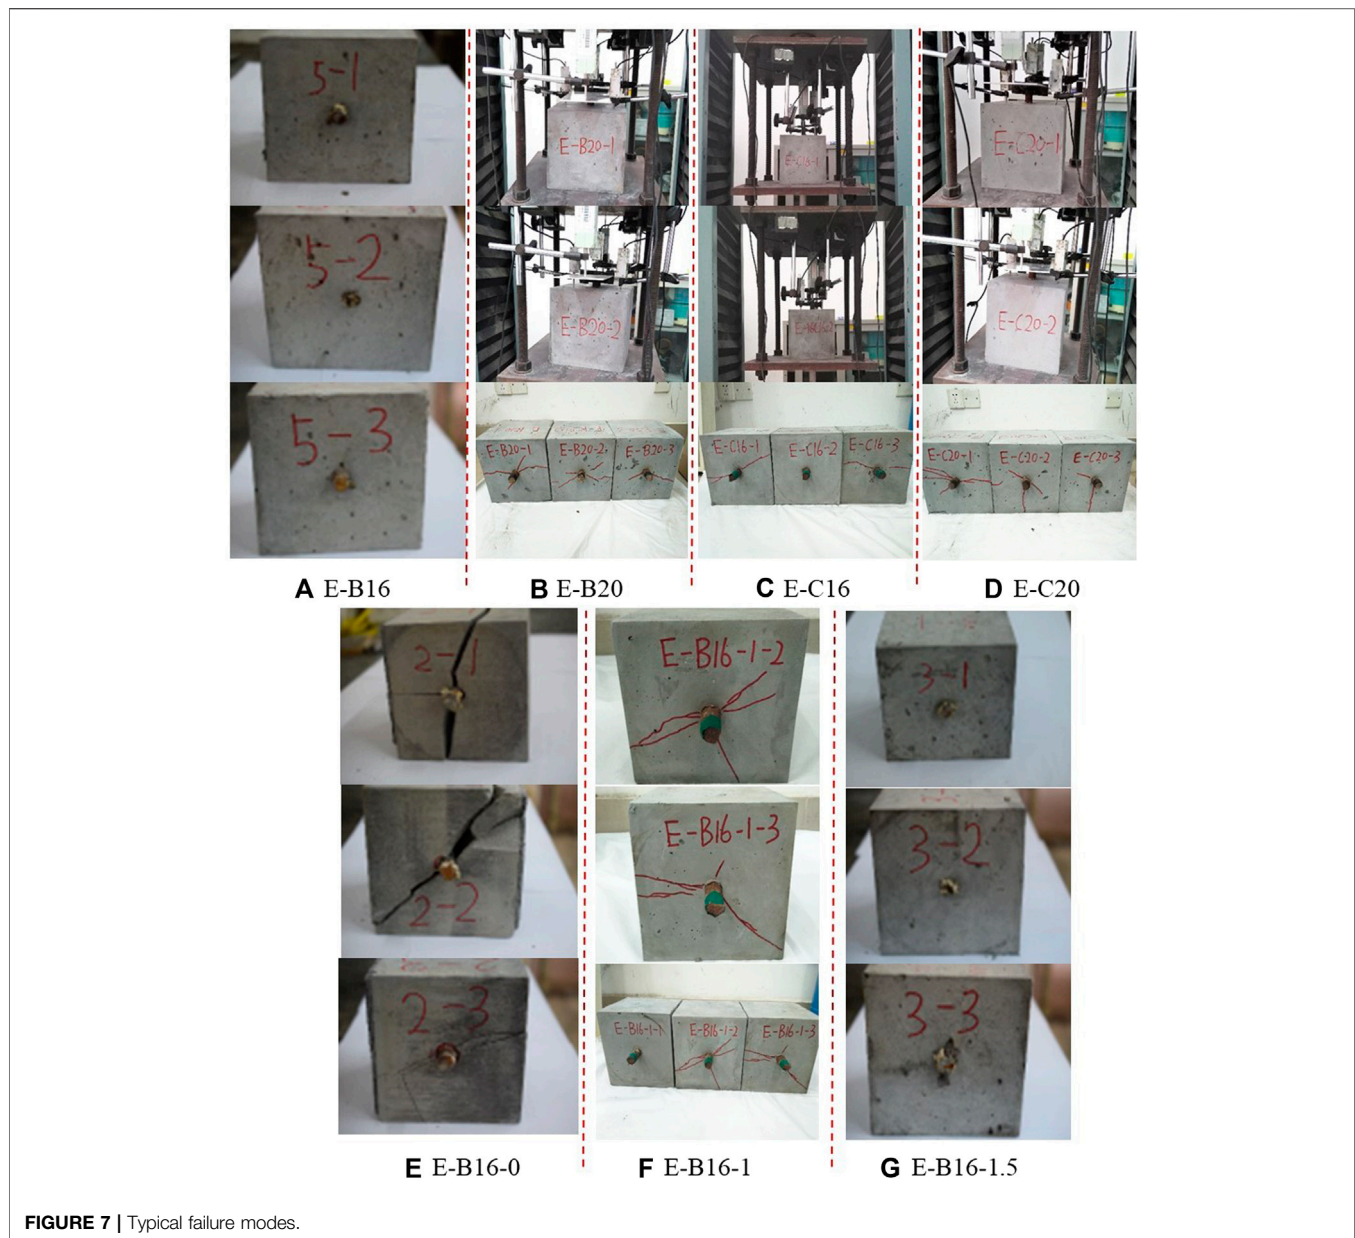 5-1
5-2
5-3
E-B20-1
E-B20-2
E-B20-1
E-B20-2
E-B20-3
E-C16-1
E-C16-1
E-C16-2
E-C16-3
E-C20-1
E-C20-2
E-C20-1
E-C20-2
E-C20-3
A E-B16
B E-B20
C E-C16
D E-C20
2-1
2-2
2-3
E-B16-1-2
E-B16-1-3
E-B16-1-1
E-B16-1-2
E-B16-1-3
3-1
3-2
3-3
E E-B16-0
F E-B16-1
G E-B16-1.5
FIGURE 7 | Typical failure modes.